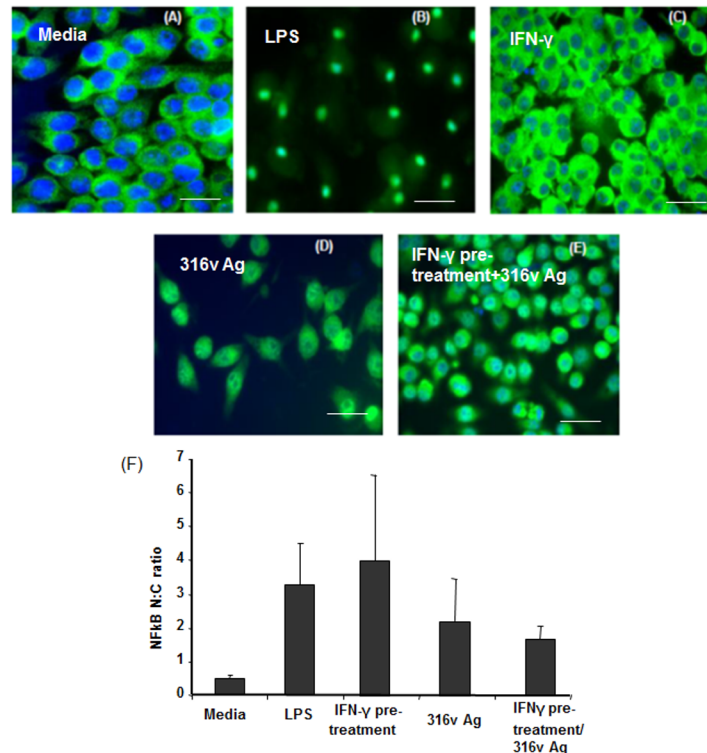 Media
(A)
LPS
(B)
IFN-γ
(C)
316v Ag
(D)
IFN-γ pre-
treatment+316v Ag
(E)
(F)
7
6
5
4
3
2
1
0
NFkB N:C ratio
Media
LPS
IFN-γ pre-
treatment
316v Ag
IFNγ pre-
treatment/
316v Ag